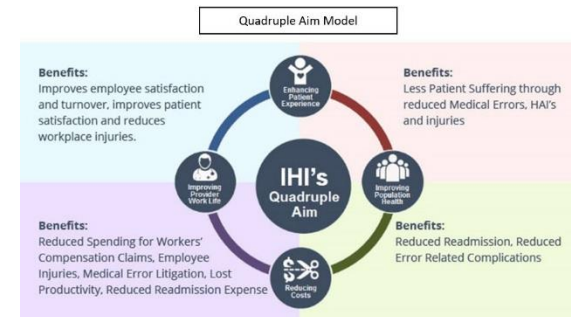 Quadruple Aim Model
Benefits:
Improves employee satisfaction
and turnover, improves patient
satisfaction and reduces
workplace injuries.
Enhancing
Patient
Experience
Benefits:
Less Patient Suffering through
reduced Medical Errors, HAI's
and injuries
Improving
Provider
Work Life
IHI's
Quadruple
Aim
Improving
Population
Health
Benefits:
Reduced Spending for Workers'
Compensation Claims, Employee
Injuries, Medical Error Litigation, Lost
Productivity, Reduced Readmission Expense
Reducing
Costs
Benefits:
Reduced Readmission, Reduced
Error Related Complications